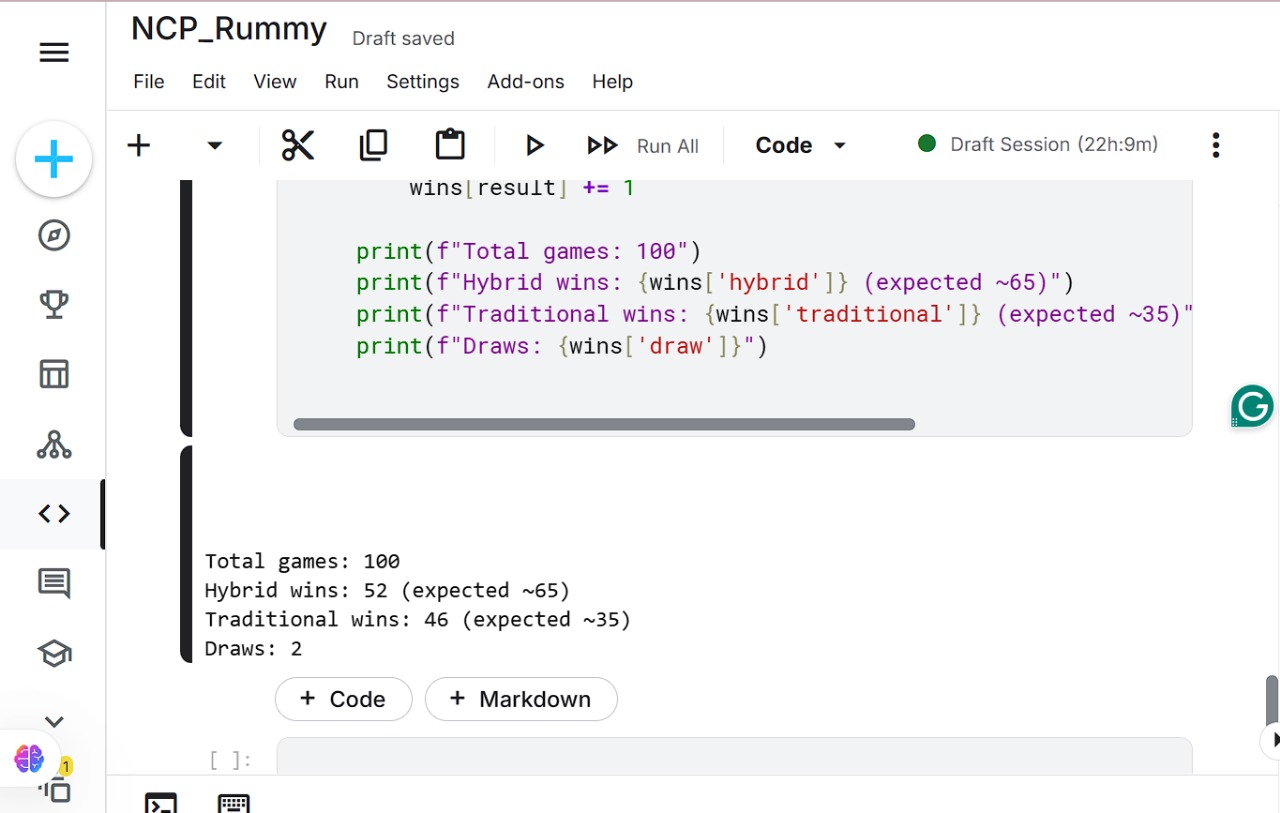 NCP_Rummy Draft saved
File Edit View Run Settings Add-ons Help
Run All Code Draft Session (22h:9m)
wins[result] += 1
print(f"Total games: 100")
print(f"Hybrid wins: {wins['hybrid']} (expected ~65)")
print(f"Traditional wins: {wins['traditional']} (expected ~35)"
print(f"Draws: {wins['draw']}")
Total games: 100
Hybrid wins: 52 (expected ~65)
Traditional wins: 46 (expected ~35)
Draws: 2
+ Code + Markdown
[ ]:
1